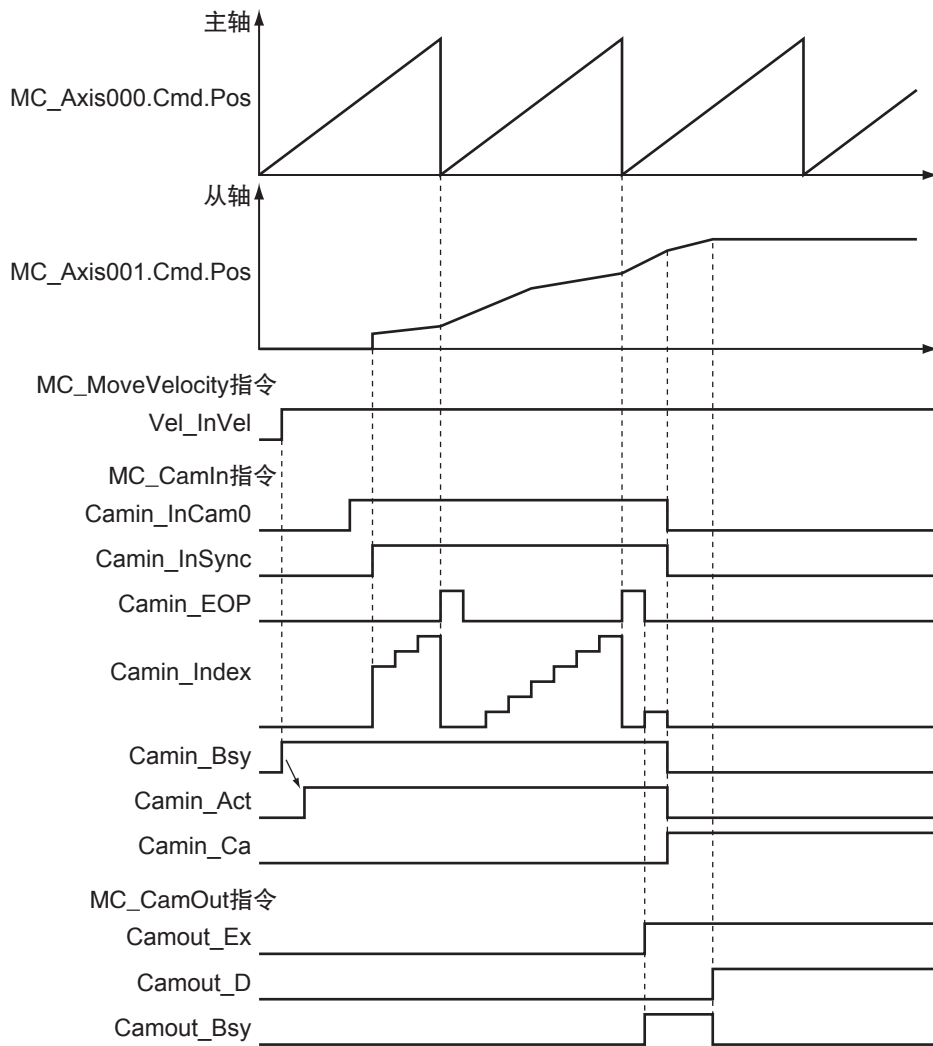 主轴
MC_Axis000.Cmd.Pos
从轴
MC_Axis001.Cmd.Pos
MC_MoveVelocity指令
Vel_InVel
MC_CamIn指令
Camin_InCam0
Camin_InSync
Camin_EOP
Camin_Index
Camin_Bsy
Camin_Act
Camin_Ca
MC_CamOut指令
Camout_Ex
Camout_D
Camout_Bsy